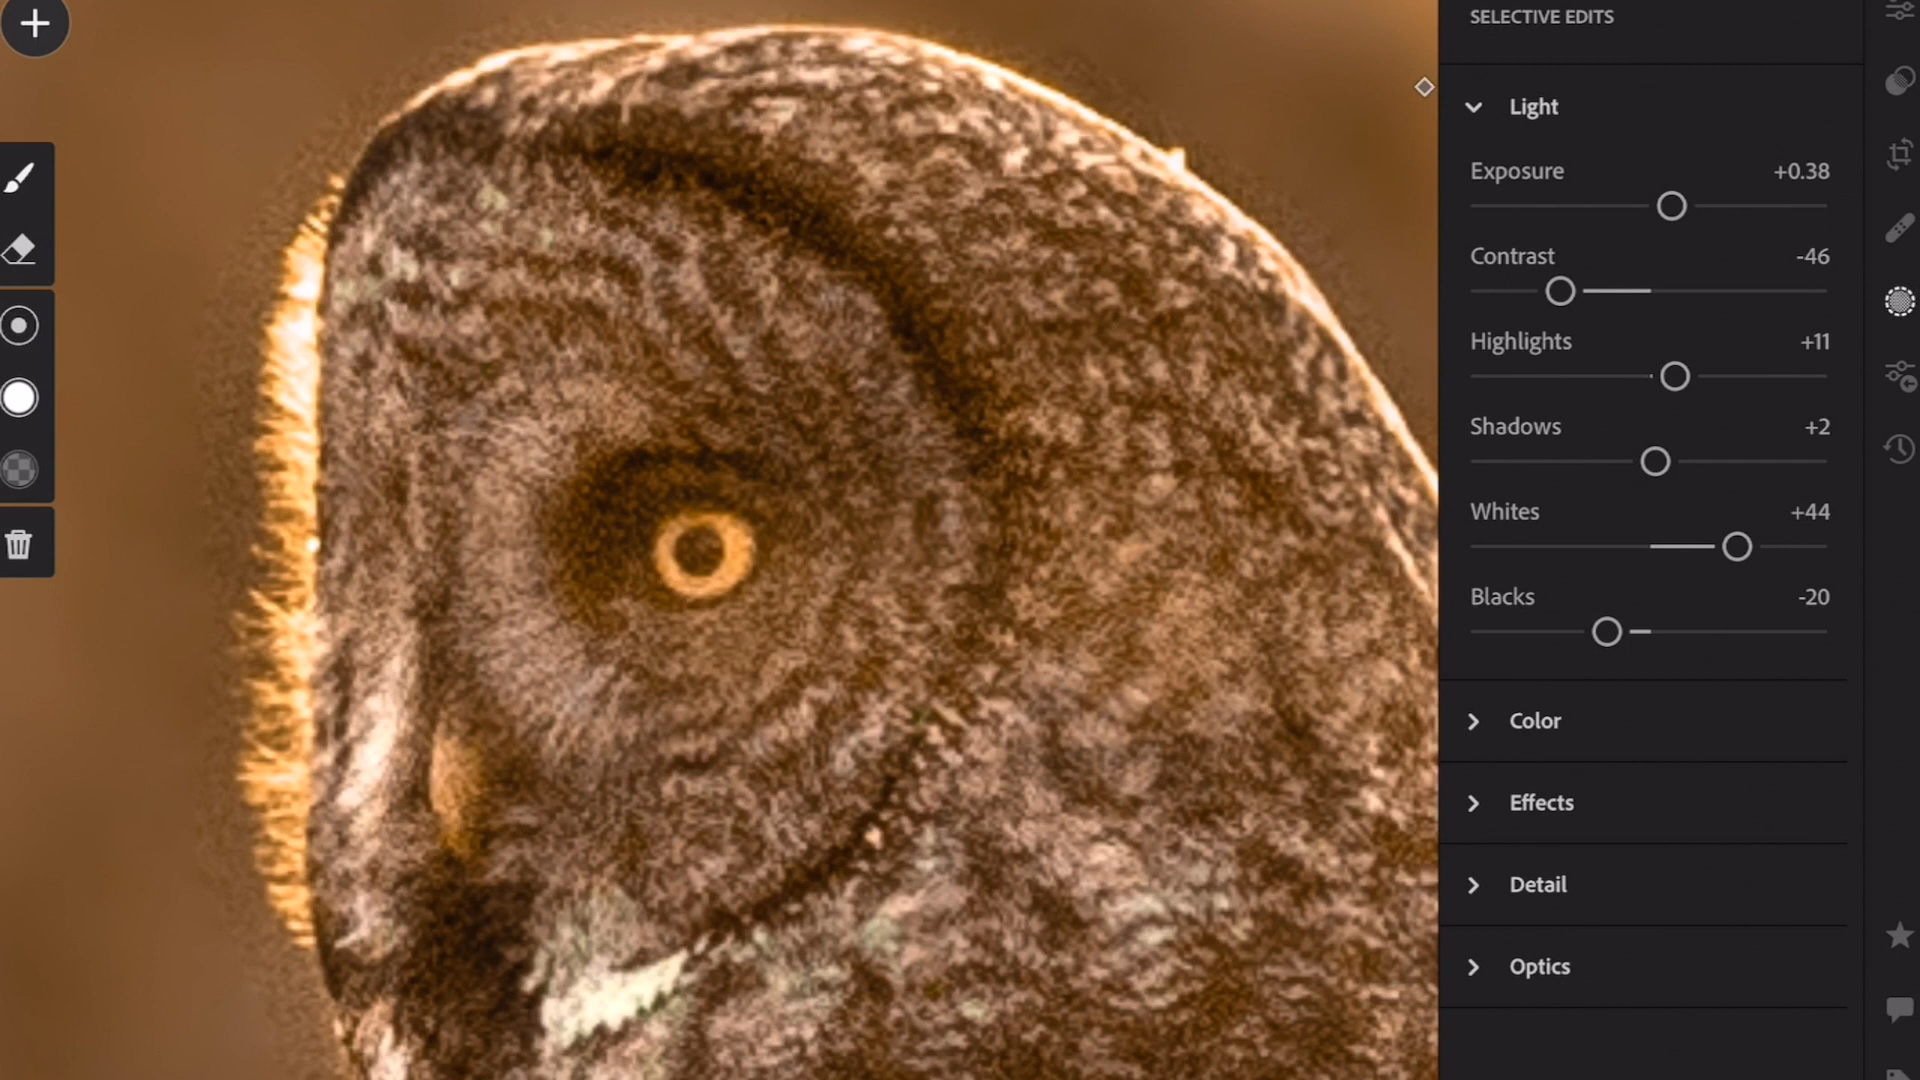 SELECTIVE EDITS
Light
Exposure +0.38
Contrast -46
Highlights +11
Shadows +2
Whites +44
Blacks -20
Color
Effects
Detail
Optics